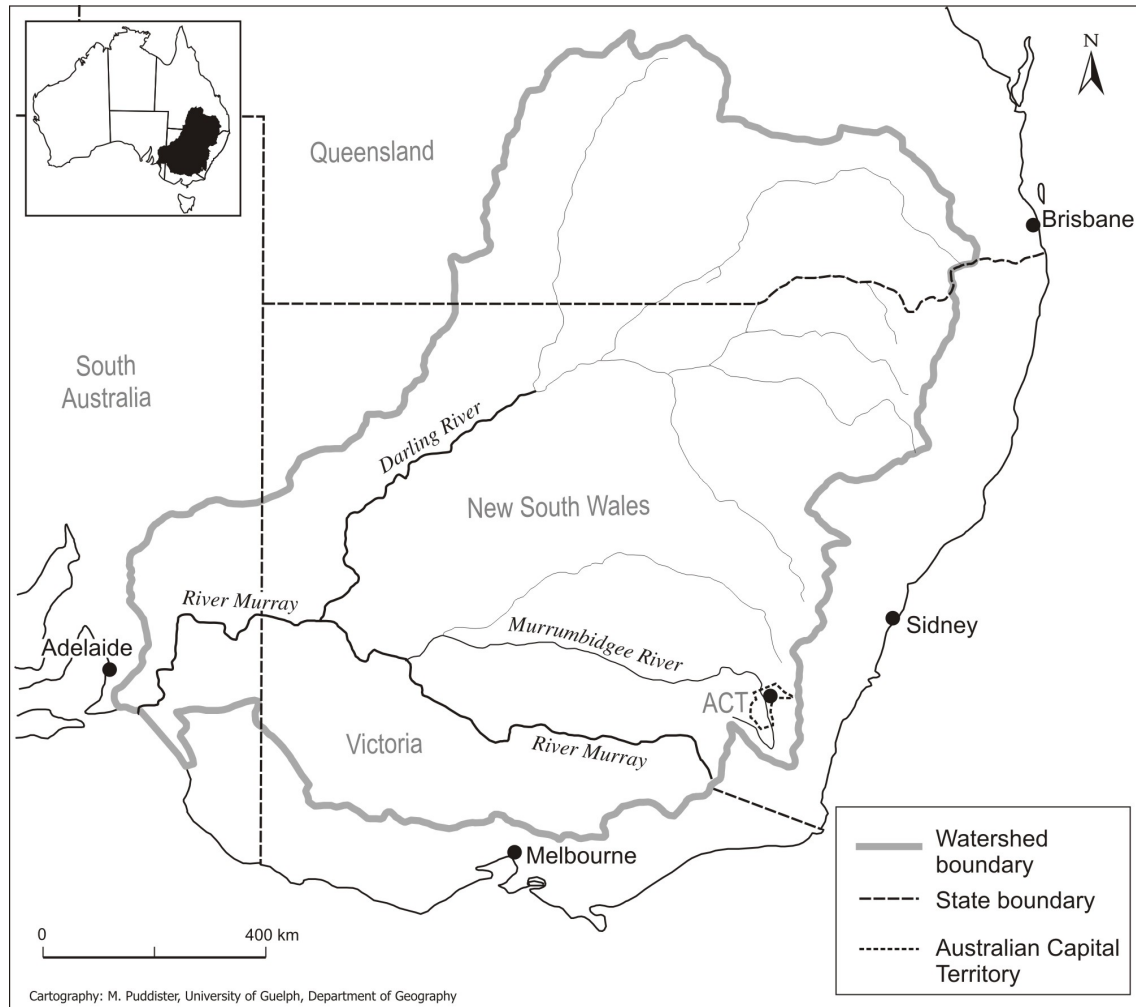 N
Queensland
Brisbane
South
Australia
Darling River
New South Wales
River Murray
Adelaide
Murrumbidgee River
Sidney
ACT
Victoria
River Murray
Melbourne
Watershed
boundary
State boundary
Australian Capital
Territory
0 400 km
Cartography: M. Puddister, University of Guelph, Department of Geography